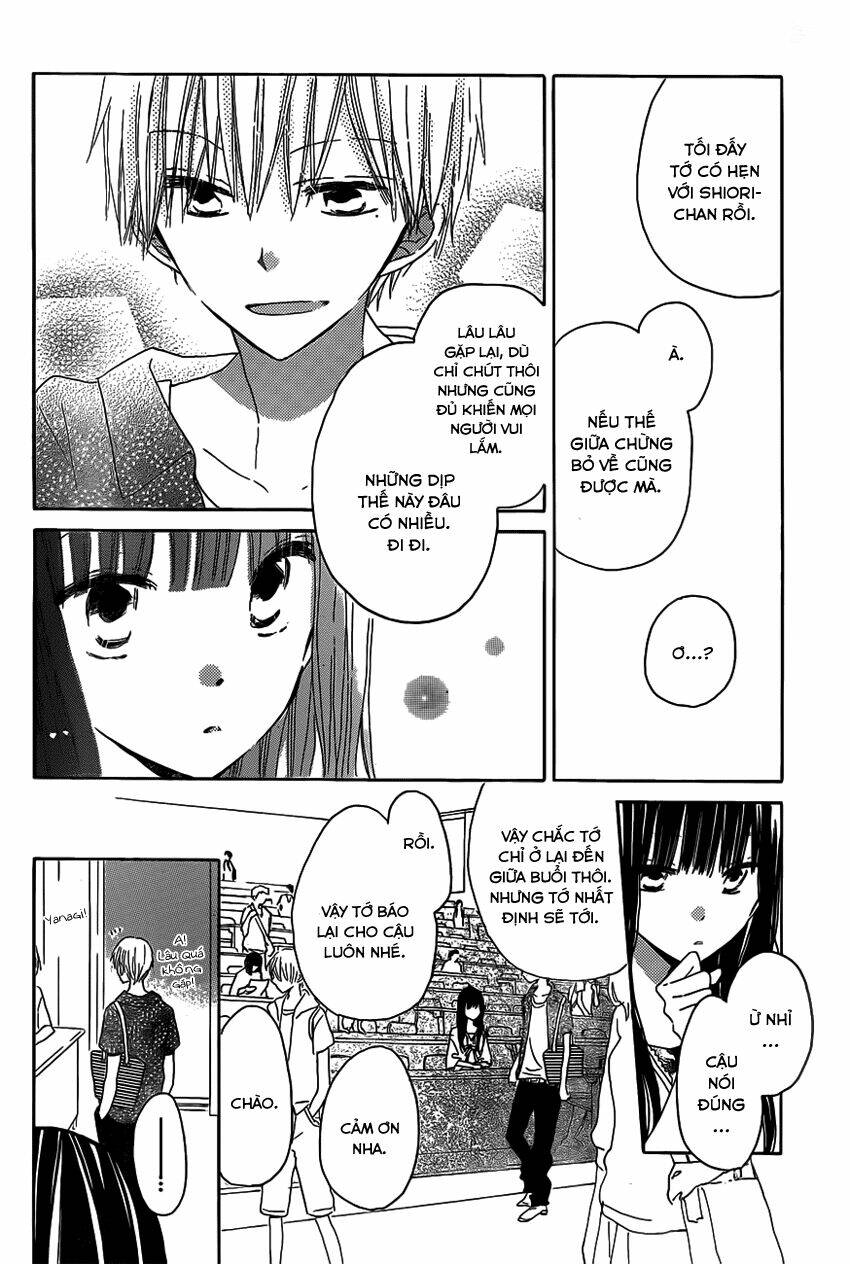 TỐI ĐẤY
TỚ CÓ HẸN
VỚI SHIORI-
CHAN RỒI.
À.
NẾU THẾ
GIỮA CHỪNG
BỎ VỀ CŨNG
ĐƯỢC MÀ.
Ơ...?
LÂU LÂU
GẶP LẠI, DÙ
CHỈ CHÚT THÔI
NHƯNG CŨNG
ĐỦ KHIẾN MỌI
NGƯỜI VUI
LẮM.
NHỮNG DỊP
THẾ NÀY ĐÂU
CÓ NHIỀU.
ĐI ĐI.
Ừ NHỈ
...
CẬU
NÓI
ĐÚNG
...
VẬY CHẮC TỚ
CHỈ Ở LẠI ĐẾN
GIỮA BUỔI THÔI.
NHƯNG TỚ NHẤT
ĐỊNH SẼ TỚI.
RỒI.
VẬY TỚ BÁO
LẠI CHO CẬU
LUÔN NHÉ.
CẢM ƠN
NHA.
CHÀO.
A!
Lâu Quá
không
gặp!
Yanagi!